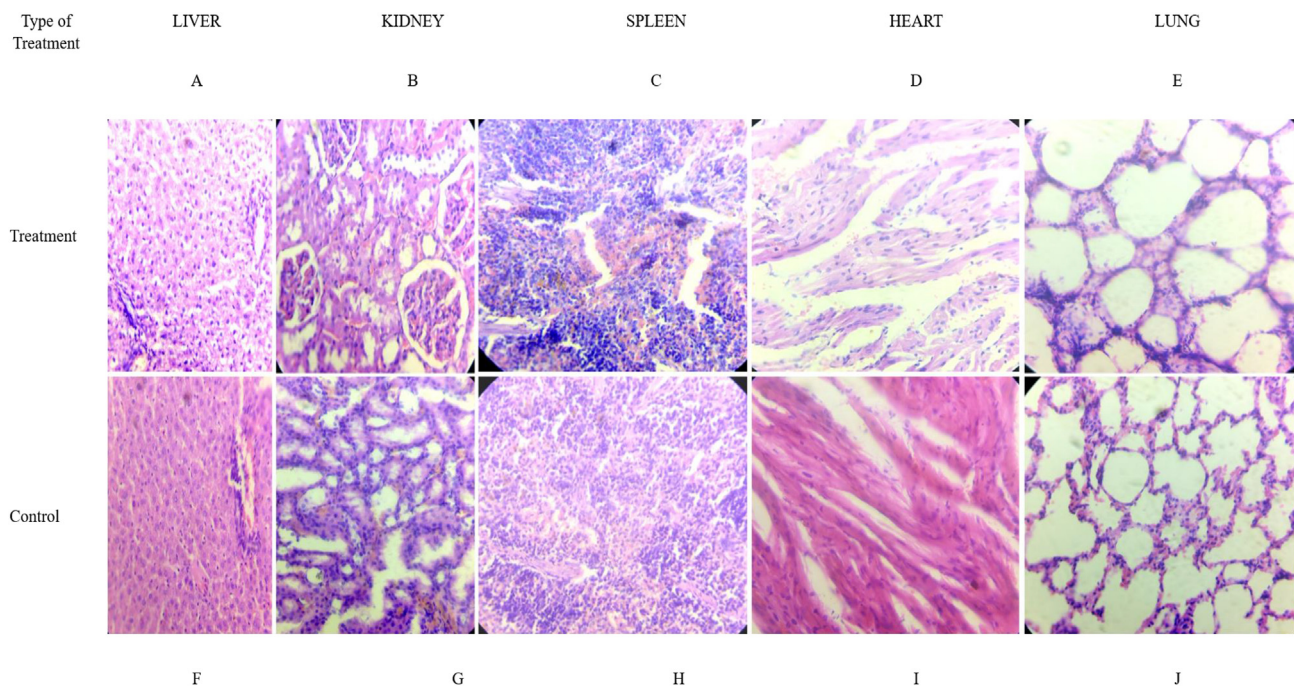 Type of
Treatment
LIVER
KIDNEY
SPLEEN
HEART
LUNG
A
B
C
D
E
Treatment
Control
F
G
H
I
J